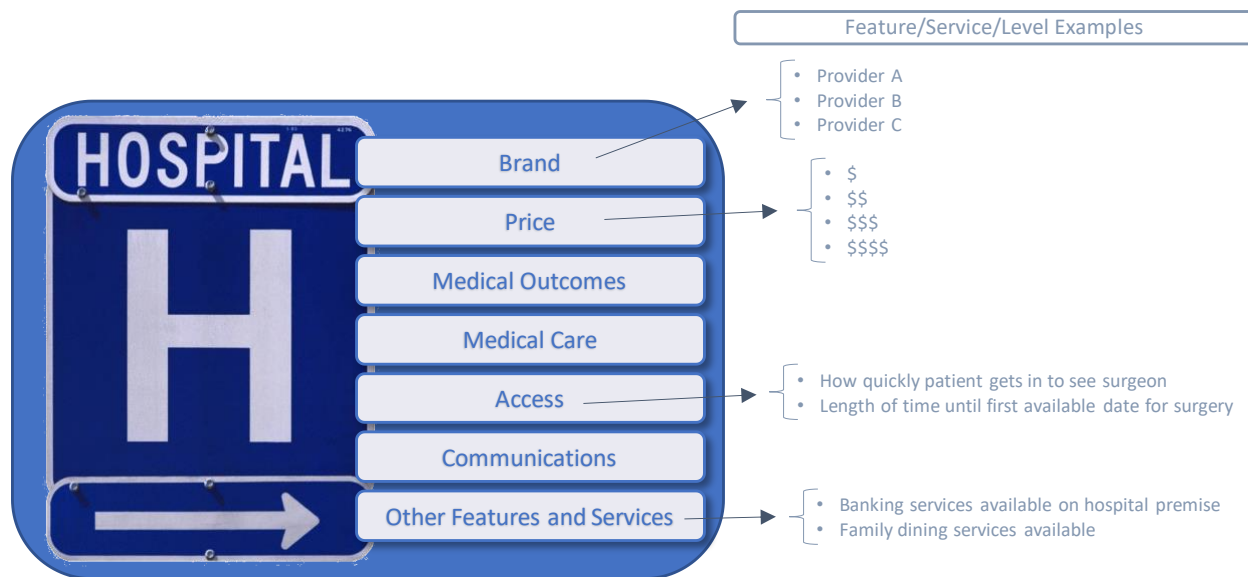 Feature/Service/Level Examples
• Provider A
• Provider B
• Provider C
HOSPITAL
H
Brand
• $
• $$
• $$$
• $$$$
Price
Medical Outcomes
Medical Care
Access
• How quickly patient gets in to see surgeon
• Length of time until first available date for surgery
Communications
Other Features and Services
• Banking services available on hospital premise
• Family dining services available